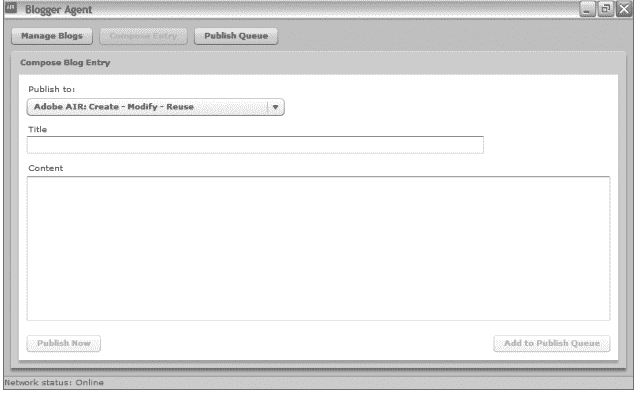 AIR Blogger Agent
Manage Blogs Compose Entry Publish Queue
Compose Blog Entry
Publish to:
Adobe AIR: Create - Modify - Reuse
Title
Content
Publish Now Add to Publish Queue
Network status: Online